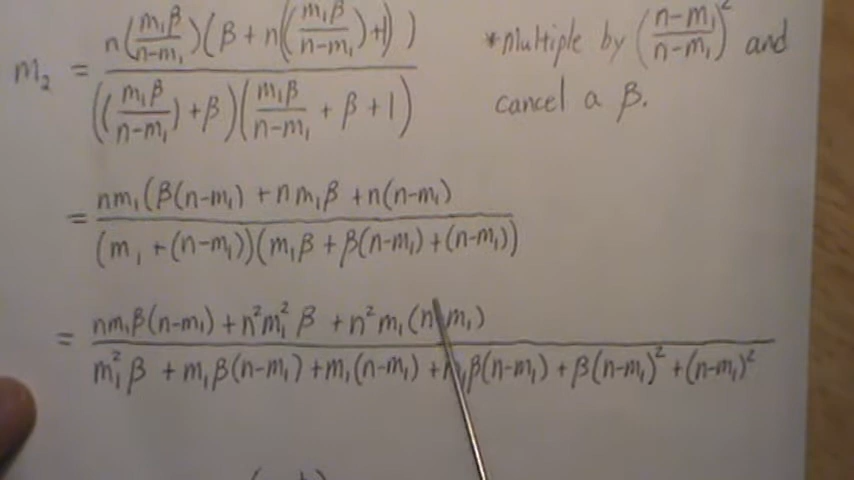 m₂ = n((m₁β)/(n-m₁))(β + n((m₁β)/(n-m₁))+1)) / (((m₁β)/(n-m₁))+β)((m₁β)/(n-m₁) + β + 1)
*multiple by ((n-m₁)/(n-m₁))² and
cancel a β.
= nm₁(β(n-m₁) + nm₁β + n(n-m₁) / (m₁ + (n-m₁))(m₁β + β(n-m₁) + (n-m₁))
= nm₁β(n-m₁) + n²m₁²β + n²m₁(n-m₁) / m₁²β + m₁β(n-m₁) + m₁(n-m₁) + m₁β(n-m₁) + β(n-m₁)² + (n-m₁)²